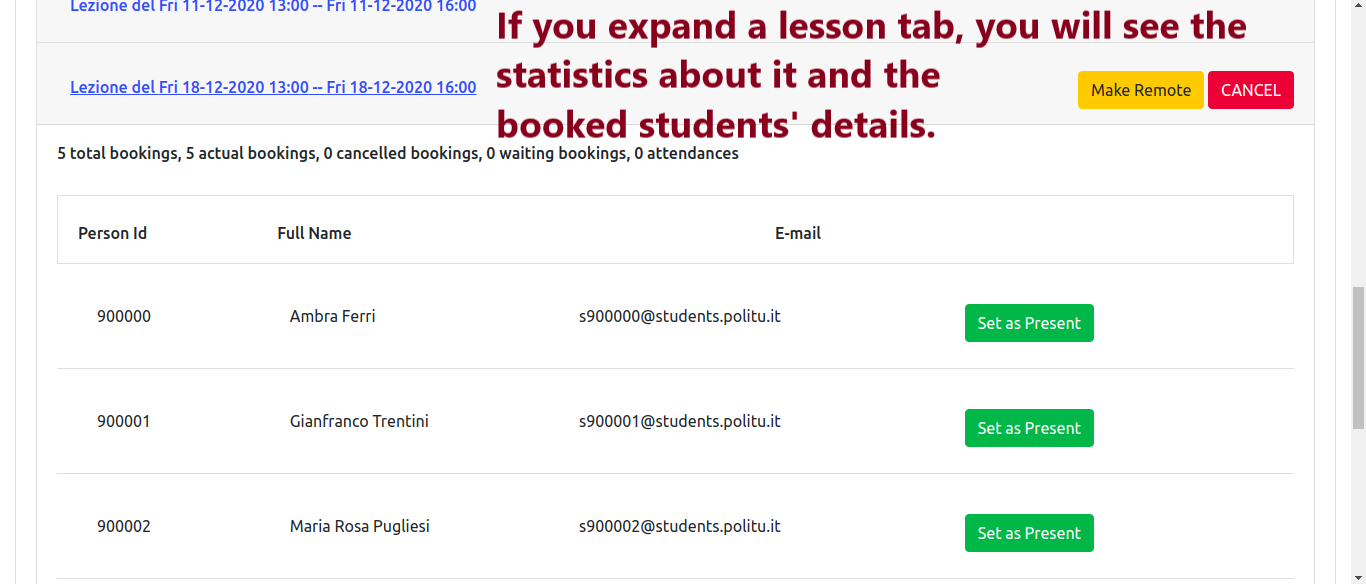 Lezione del Fri 11-12-2020 13:00 -- Fri 11-12-2020 16:00
If you expand a lesson tab, you will see the
statistics about it and the
booked students' details.
Lezione del Fri 18-12-2020 13:00 -- Fri 18-12-2020 16:00
Make Remote CANCEL
5 total bookings, 5 actual bookings, 0 cancelled bookings, 0 waiting bookings, 0 attendances
Person Id Full Name E-mail
900000 Ambra Ferri s900000@students.politu.it Set as Present
900001 Gianfranco Trentini s900001@students.politu.it Set as Present
900002 Maria Rosa Pugliesi s900002@students.politu.it Set as Present